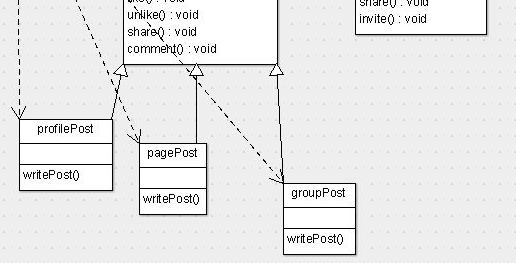 unlike() : void
share() : void
comment() : void
share() : void
invite() : void
profilePost
writePost()
pagePost
writePost()
groupPost
writePost()